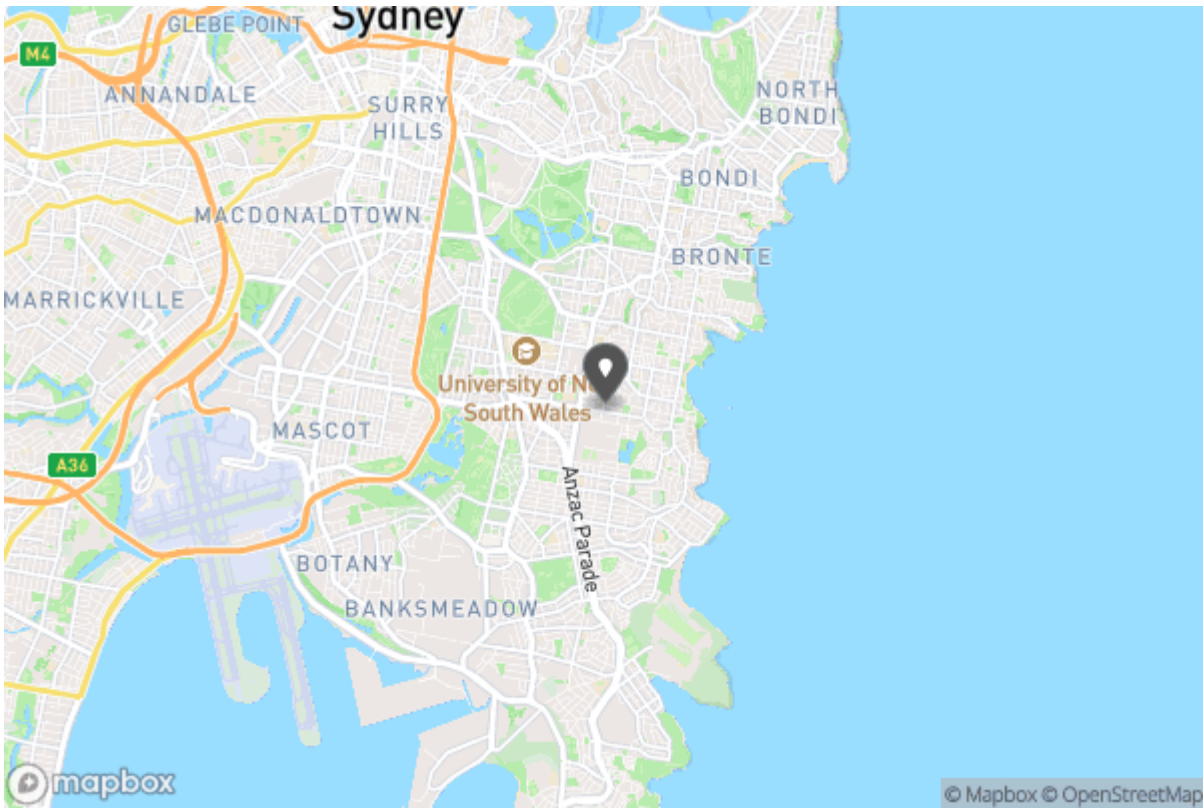 Sydney
GLEBE POINT
M4
ANNANDALE
SURRY
HILLS
NORTH
BONDI
BONDI
MACDONALDTOWN
BRONTE
MARRICKVILLE
University of Ne
South Wales
MASCOT
A36
Anzac Parade
BOTANY
BANKSMEADOW
mapbox
© Mapbox © OpenStreetMap